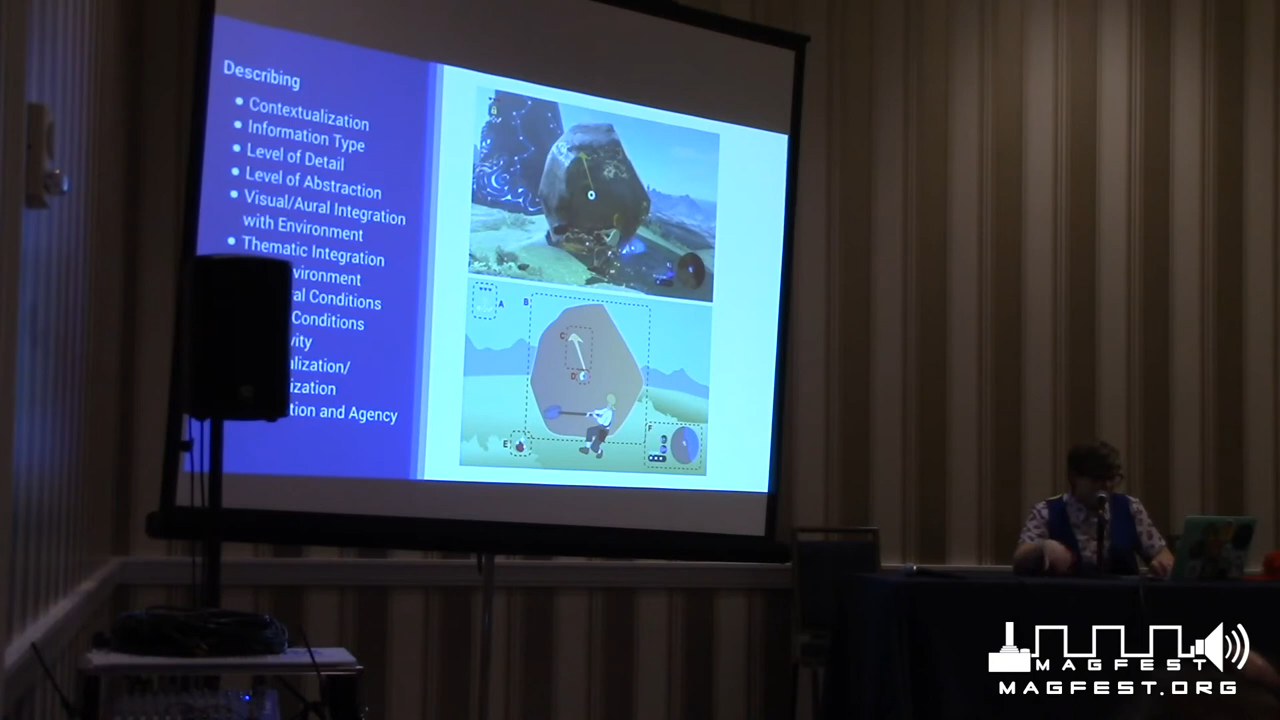 Describing
Contextualization
Information Type
Level of Detail
Level of Abstraction
Visual/Aural Integration
with Environment
Thematic Integration
vironment
al Conditions
Conditions
vity
lization/
ization
tion and Agency
A
B
C
D
E
F
MAGFEST
MAGFEST.ORG